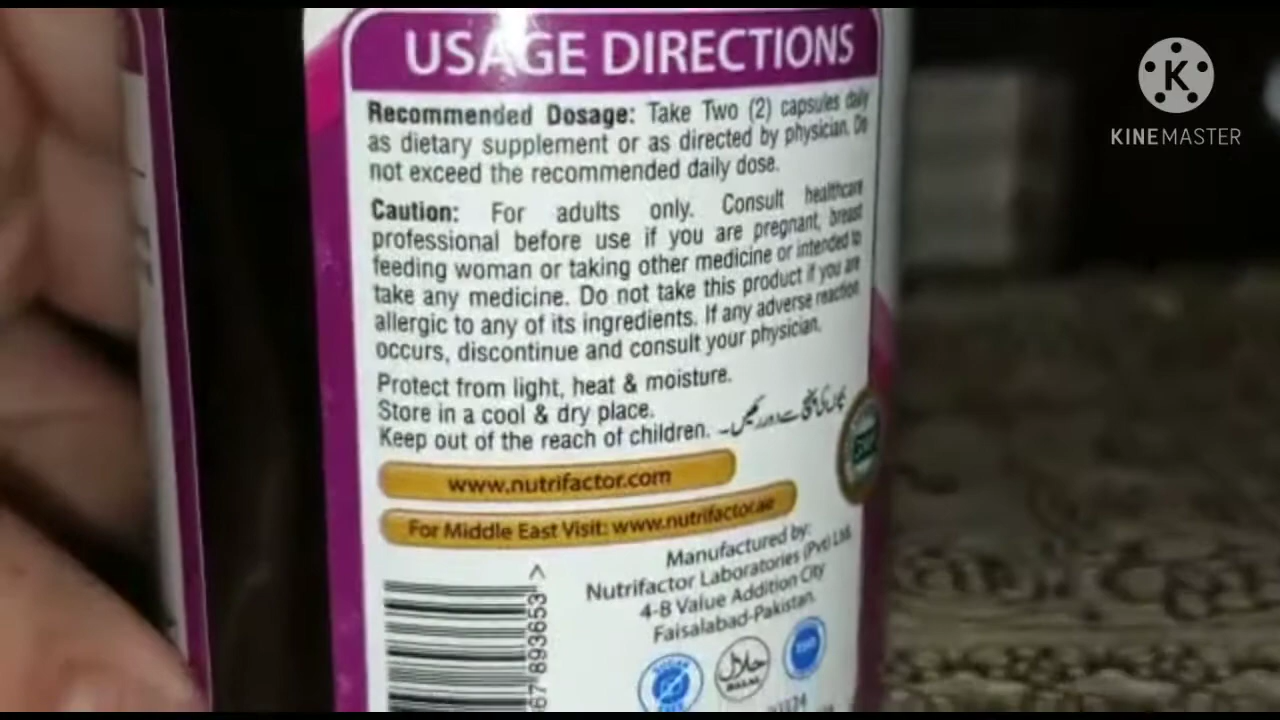 USAGE DIRECTIONS
KINEMASTER
Recommended Dosage: Take Two (2) capsules daily
as dietary supplement or as directed by physician. Do
not exceed the recommended daily dose.
Caution: For adults only. Consult healthcare
professional before use if you are pregnant, breast
feeding woman or taking other medicine or intended to
take any medicine. Do not take this product if you are
allergic to any of its ingredients. If any adverse reaction
occurs, discontinue and consult your physician.
Protect from light, heat & moisture.
Store in a cool & dry place.
Keep out of the reach of children. بچوں کی پہنچ سے دور رکھیں۔
www.nutrifactor.com
For Middle East Visit: www.nutrifactor.ae
Manufactured by:
Nutrifactor Laboratories (Pvt) Ltd.
4-B Value Addition City
Faisalabad-Pakistan.
67 893653 >
SUGAR FREE
حلال
HALAL
GMP